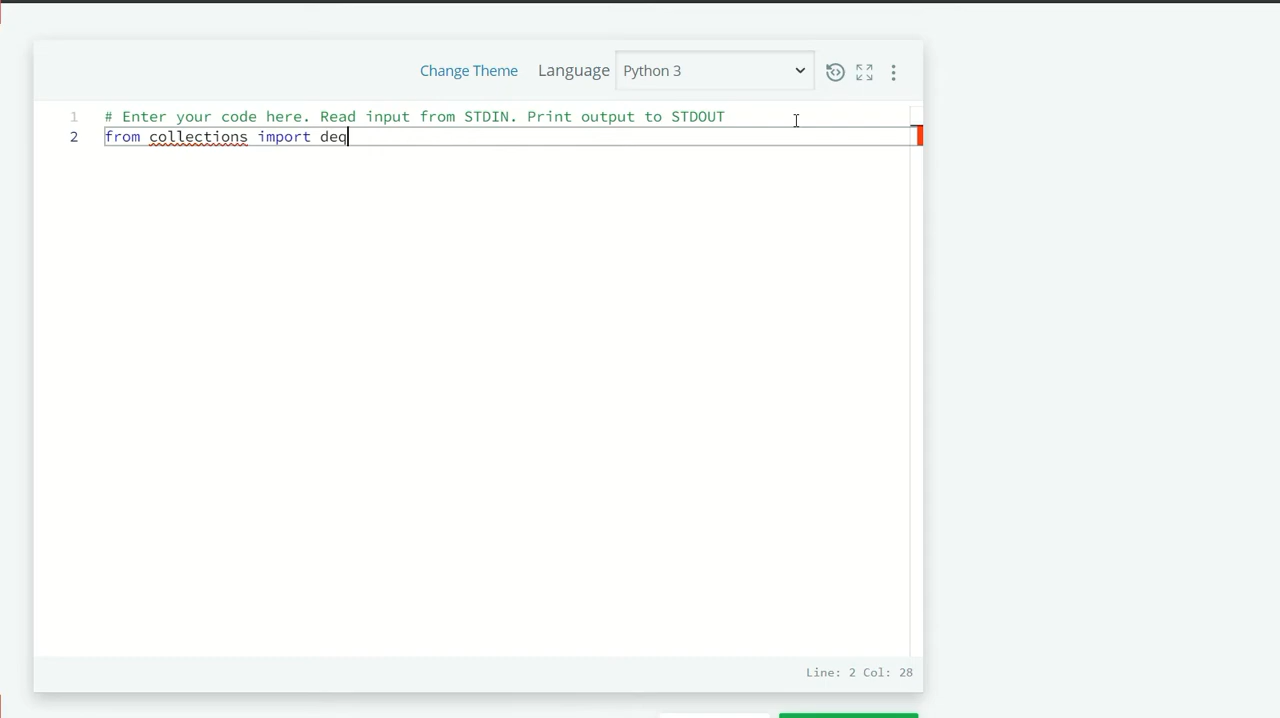 Change Theme Language Python 3
1 # Enter your code here. Read input from STDIN. Print output to STDOUT
2 from collections import deq
Line: 2 Col: 28